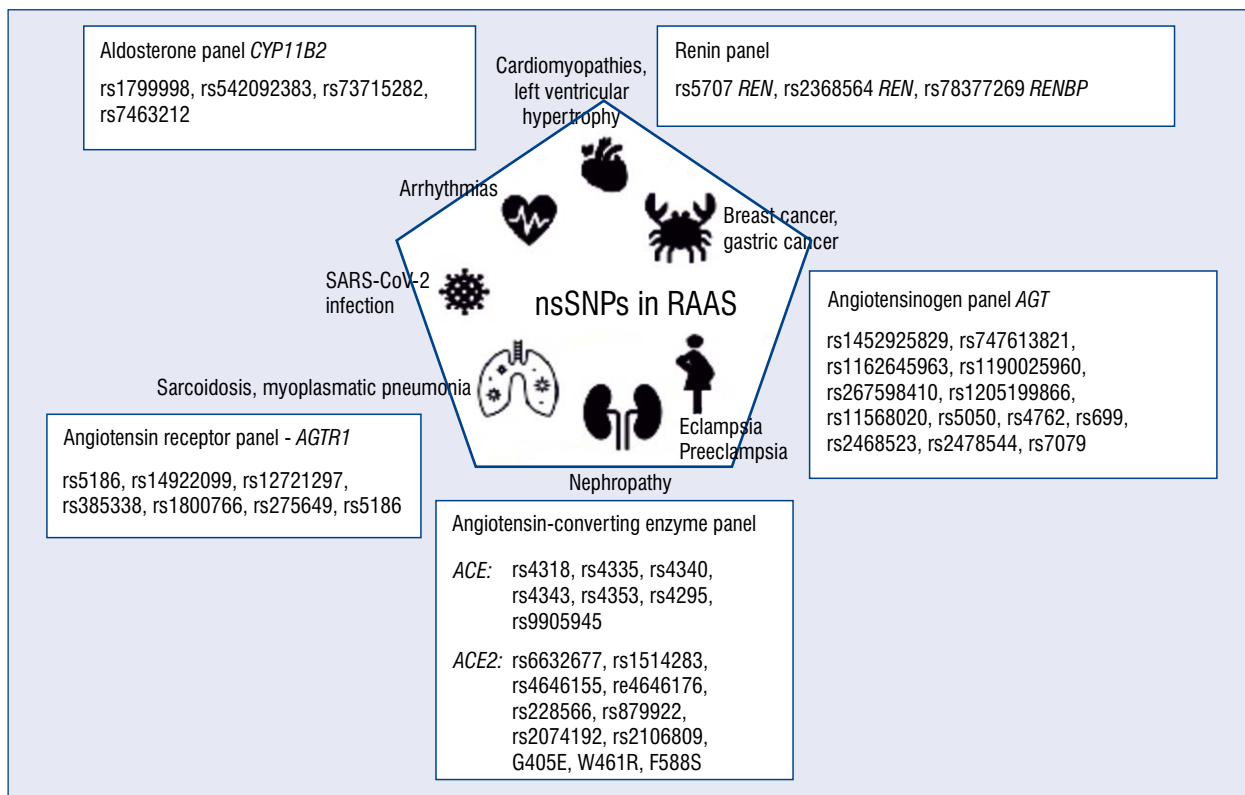 Aldosterone panel CYP11B2
rs1799998, rs542092383, rs73715282,
rs7463212
Cardiomyopathies,
left ventricular
hypertrophy
Renin panel
rs5707 REN, rs2368564 REN, rs78377269 RENBP
Arrhythmias
Breast cancer,
gastric cancer
SARS-CoV-2
infection
nsSNPs in RAAS
Angiotensinogen panel AGT
rs1452925829, rs747613821,
rs1162645963, rs1190025960,
rs267598410, rs1205199866,
rs11568020, rs5050, rs4762, rs699,
rs2468523, rs2478544, rs7079
Sarcoidosis, myoplasmatic pneumonia
Eclampsia
Preeclampsia
Angiotensin receptor panel - AGTR1
rs5186, rs14922099, rs12721297,
rs385338, rs1800766, rs275649, rs5186
Nephropathy
Angiotensin-converting enzyme panel
ACE: rs4318, rs4335, rs4340,
rs4343, rs4353, rs4295,
rs9905945
ACE2: rs6632677, rs1514283,
rs4646155, re4646176,
rs228566, rs879922,
rs2074192, rs2106809,
G405E, W461R, F588S